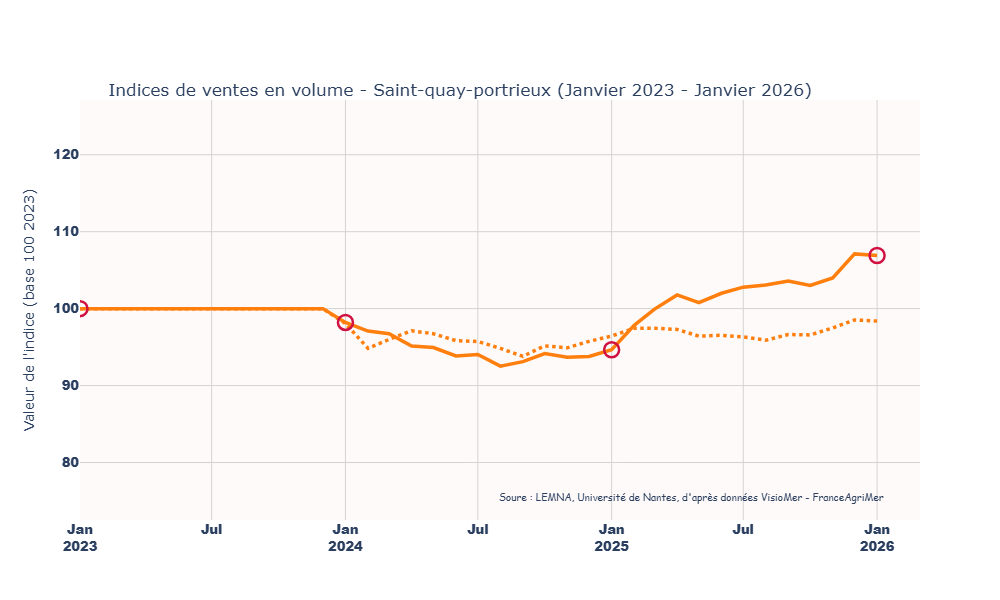 Indices de ventes en volume - Saint-quay-portrieux (Janvier 2023 - Janvier 2026)
Valeur de l'indice (base 100 2023)
120
110
100
90
80
Soure : LEMNA, Université de Nantes, d'après données VisioMer - FranceAgriMer
Jan
2023
Jul
Jan
2024
Jul
Jan
2025
Jul
Jan
2026